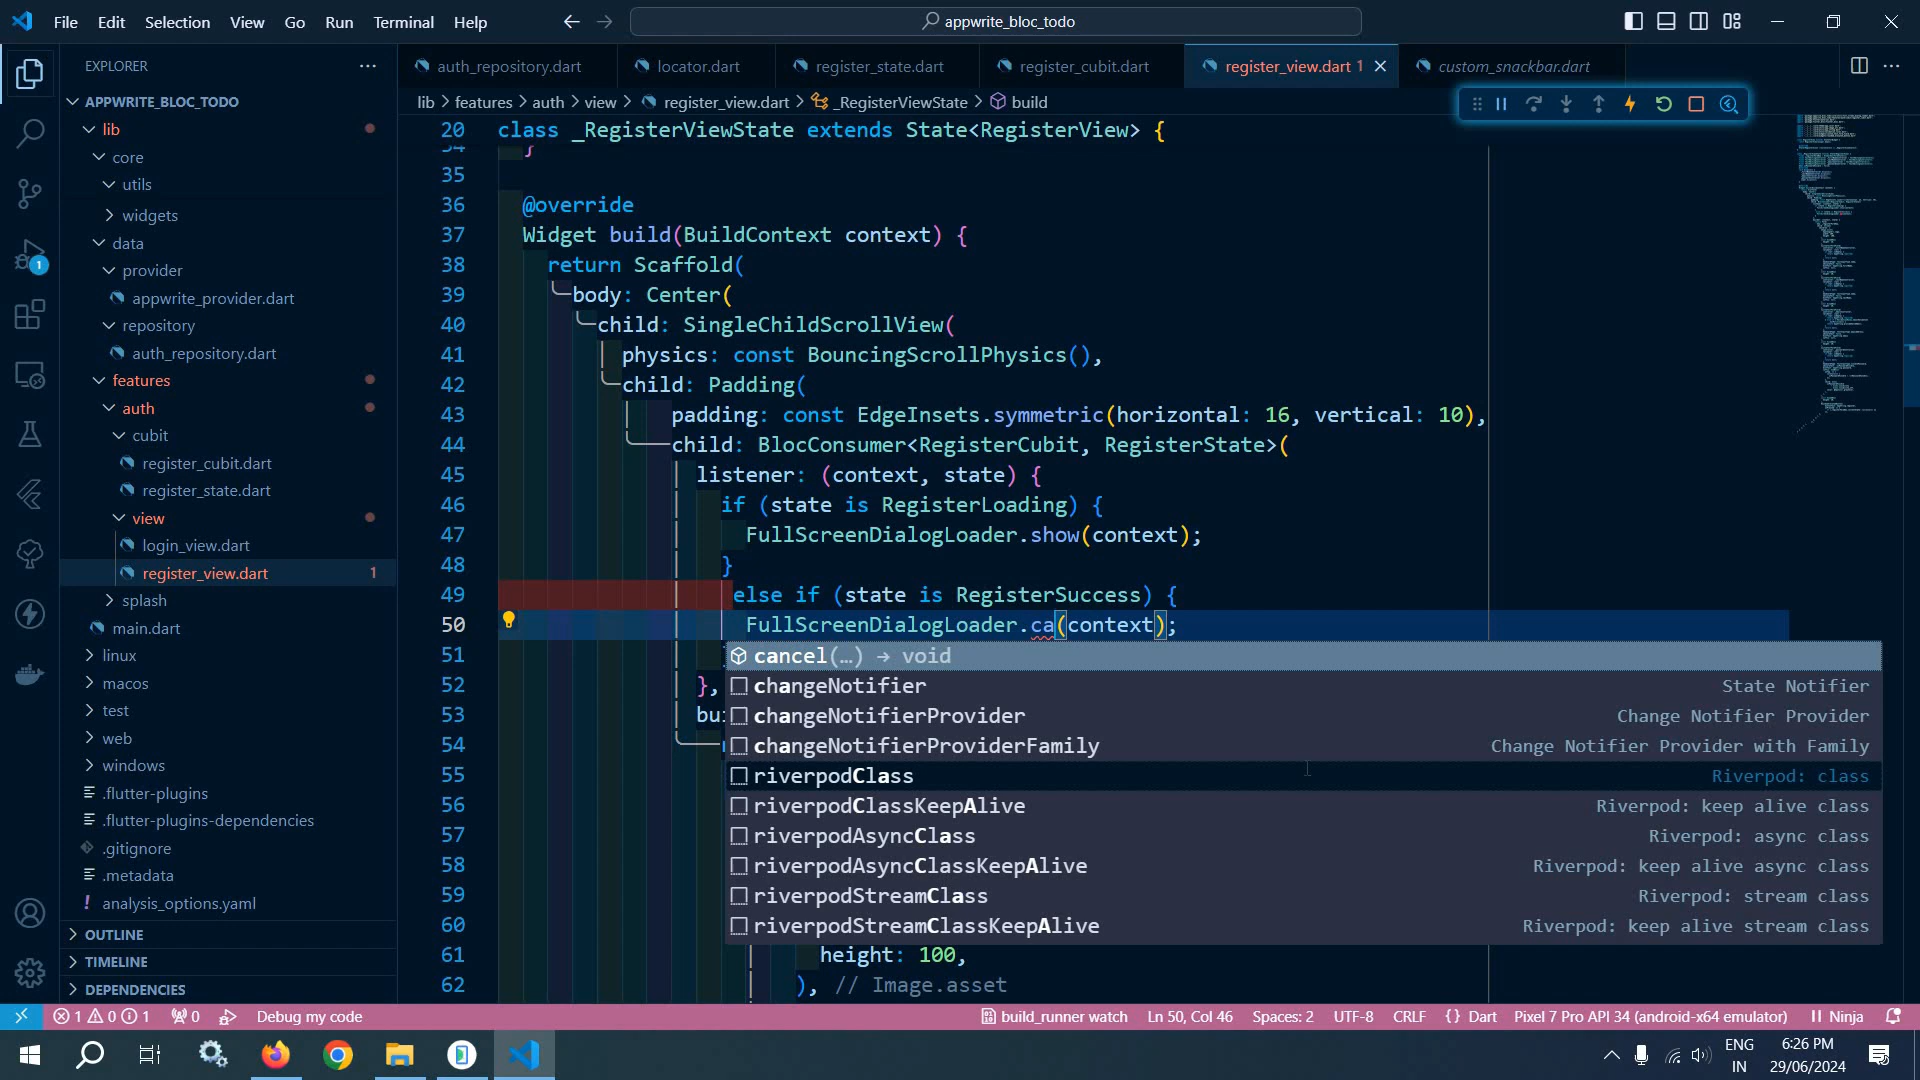 File Edit Selection View Go Run Terminal Help
appwrite_bloc_todo
EXPLORER
auth_repository.dart locator.dart register_state.dart register_cubit.dart register_view.dart 1 custom_snackbar.dart
lib > features > auth > view > register_view.dart > _RegisterViewState > build
APPWRITE_BLOC_TODO
lib
core
utils
widgets
data
provider
appwrite_provider.dart
repository
auth_repository.dart
features
auth
cubit
register_cubit.dart
register_state.dart
view
login_view.dart
register_view.dart 1
splash
main.dart
linux
macos
test
web
windows
.flutter-plugins
.flutter-plugins-dependencies
.gitignore
.metadata
! analysis_options.yaml
OUTLINE
TIMELINE
DEPENDENCIES
1
20 class _RegisterViewState extends State<RegisterView> {
34 }
35
36 @override
37 Widget build(BuildContext context) {
38 return Scaffold(
39 body: Center(
40 child: SingleChildScrollView(
41 physics: const BouncingScrollPhysics(),
42 child: Padding(
43 padding: const EdgeInsets.symmetric(horizontal: 16, vertical: 10),
44 child: BlocConsumer<RegisterCubit, RegisterState>(
45 listener: (context, state) {
46 if (state is RegisterLoading) {
47 FullScreenDialogLoader.show(context);
48 }
49 else if (state is RegisterSuccess) {
50 FullScreenDialogLoader.ca(context);
51
52 },
53 bui
54
55
56
57
58
59
60
61 height: 100,
62 ), // Image.asset
cancel(…) → void
changeNotifier State Notifier
changeNotifierProvider Change Notifier Provider
changeNotifierProviderFamily Change Notifier Provider with Family
riverpodClass Riverpod: class
riverpodClassKeepAlive Riverpod: keep alive class
riverpodAsyncClass Riverpod: async class
riverpodAsyncClassKeepAlive Riverpod: keep alive async class
riverpodStreamClass Riverpod: stream class
riverpodStreamClassKeepAlive Riverpod: keep alive stream class
1 0 1 0 Debug my code build_runner watch Ln 50, Col 46 Spaces: 2 UTF-8 CRLF {} Dart Pixel 7 Pro API 34 (android-x64 emulator) Ninja
ENG
IN
6:26 PM
29/06/2024